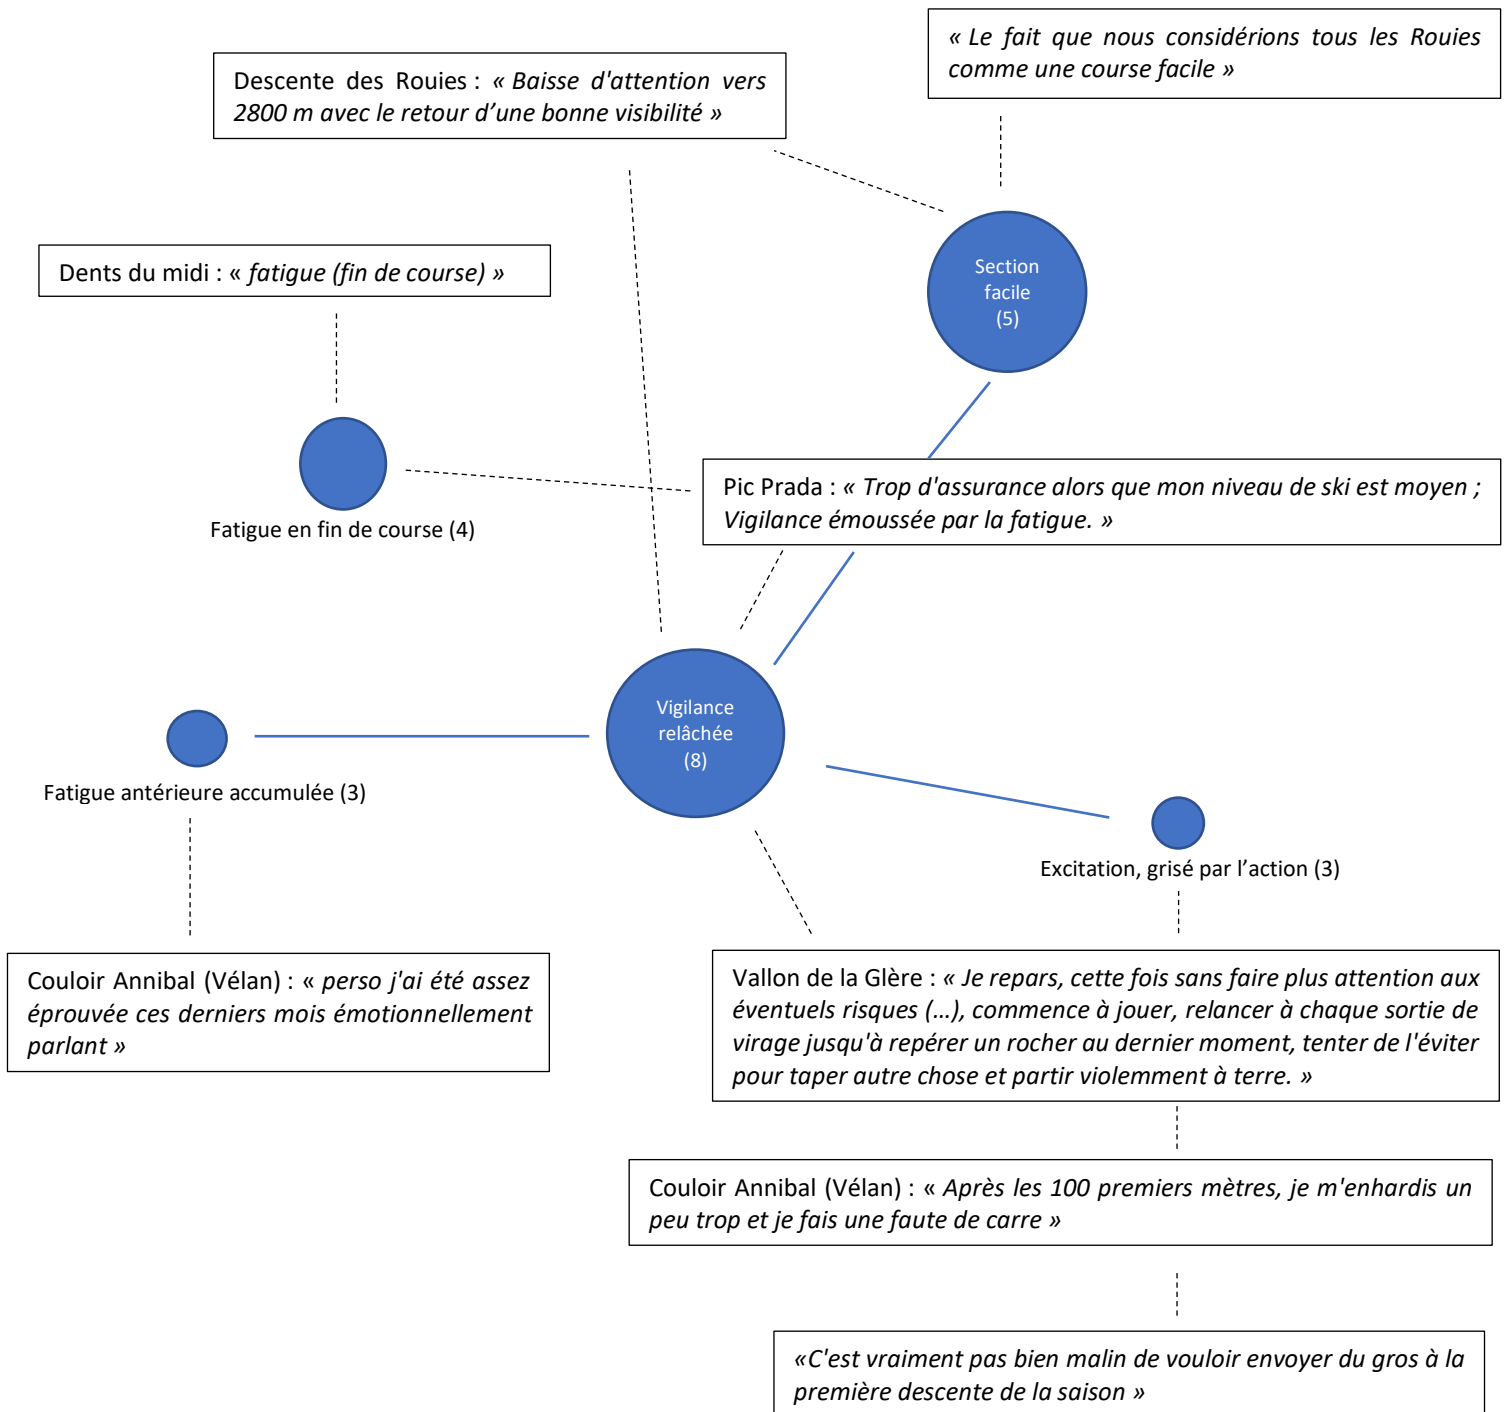 « Le fait que nous considérions tous les Rouies
comme une course facile »
Descente des Rouies : « Baisse d'attention vers
2800 m avec le retour d’une bonne visibilité »
Dents du midi : « fatigue (fin de course) »
Section
facile
(5)
Fatigue en fin de course (4)
Pic Prada : « Trop d'assurance alors que mon niveau de ski est moyen ;
Vigilance émoussée par la fatigue. »
Vigilance
relâchée
(8)
Fatigue antérieure accumulée (3)
Excitation, grisé par l’action (3)
Couloir Annibal (Vélan) : « perso j'ai été assez
éprouvée ces derniers mois émotionnellement
parlant »
Vallon de la Glère : « Je repars, cette fois sans faire plus attention aux
éventuels risques (…), commence à jouer, relancer à chaque sortie de
virage jusqu'à repérer un rocher au dernier moment, tenter de l'éviter
pour taper autre chose et partir violemment à terre. »
Couloir Annibal (Vélan) : « Après les 100 premiers mètres, je m'enhardis un
peu trop et je fais une faute de carre »
«C'est vraiment pas bien malin de vouloir envoyer du gros à la
première descente de la saison »